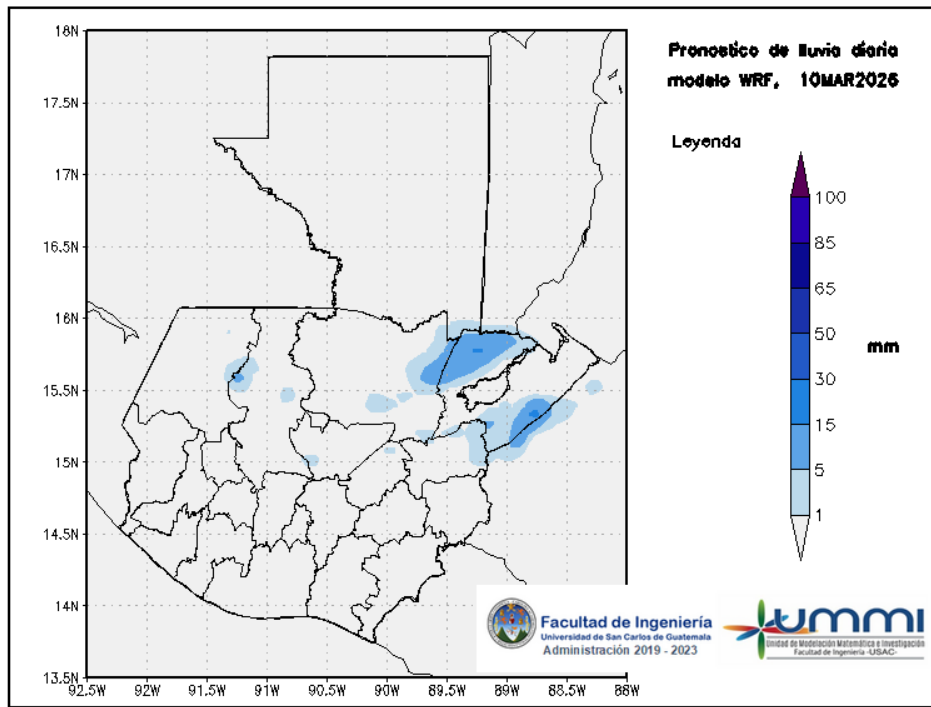 Pronostico de lluvia diaria
modelo WRF, 10MAR2026
Leyenda
100
85
65
50
30
15
5
1
mm
18N
17.5N
17N
16.5N
16N
15.5N
15N
14.5N
14N
13.5N
92.5W
92W
91.5W
91W
90.5W
90W
89.5W
89W
88.5W
88W
Facultad de Ingeniería
Universidad de San Carlos de Guatemala
Administración 2019 - 2023
UMMI
Unidad de Modelación Matemática e Investigación
Facultad de Ingeniería -USAC-